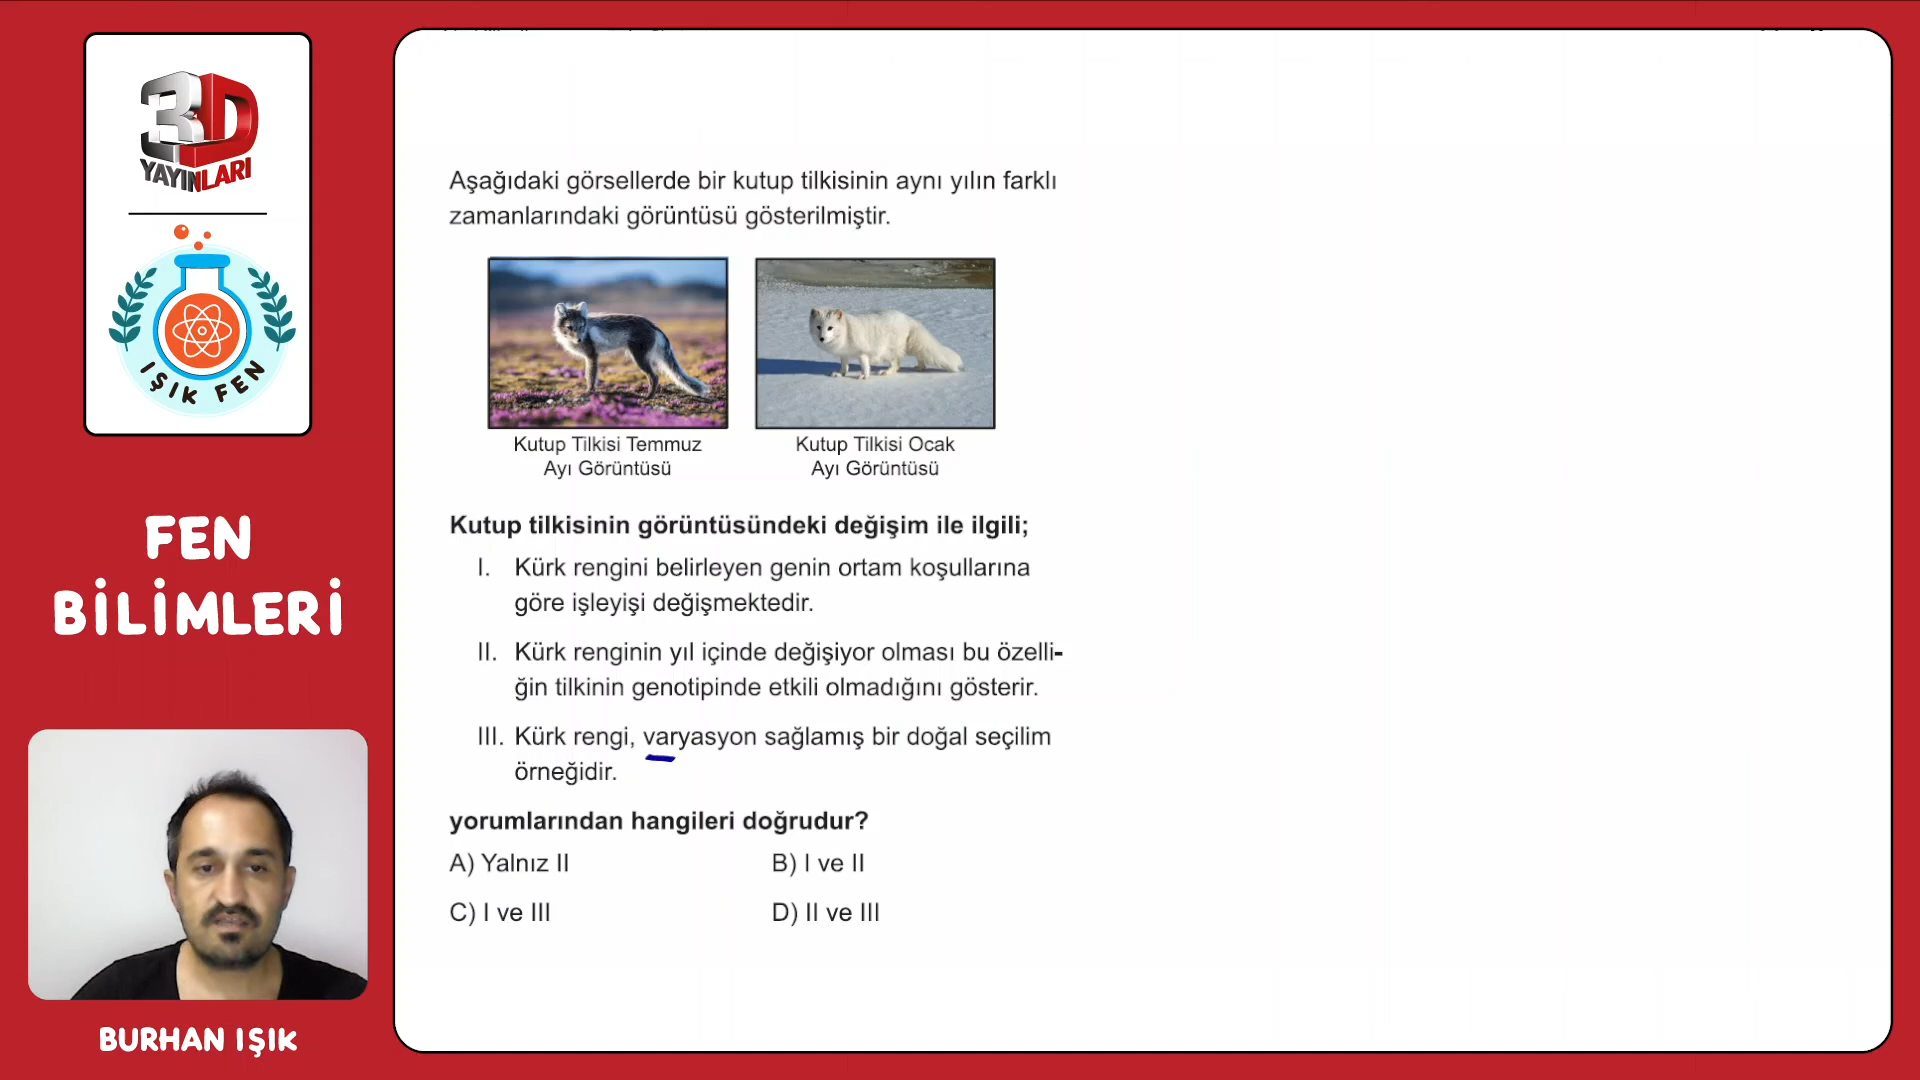 3D
YAYINLARI
IŞIK FEN
FEN
BİLİMLERİ
BURHAN IŞIK
Aşağıdaki görsellerde bir kutup tilkisinin aynı yılın farklı
zamanlarındaki görüntüsü gösterilmiştir.
Kutup Tilkisi Temmuz
Ayı Görüntüsü
Kutup Tilkisi Ocak
Ayı Görüntüsü
Kutup tilkisinin görüntüsündeki değişim ile ilgili;
I. Kürk rengini belirleyen genin ortam koşullarına
göre işleyişi değişmektedir.
II. Kürk renginin yıl içinde değişiyor olması bu özelli-
ğin tilkinin genotipinde etkili olmadığını gösterir.
III. Kürk rengi, varyasyon sağlamış bir doğal seçilim
örneğidir.
yorumlarından hangileri doğrudur?
A) Yalnız II
B) I ve II
C) I ve III
D) II ve III